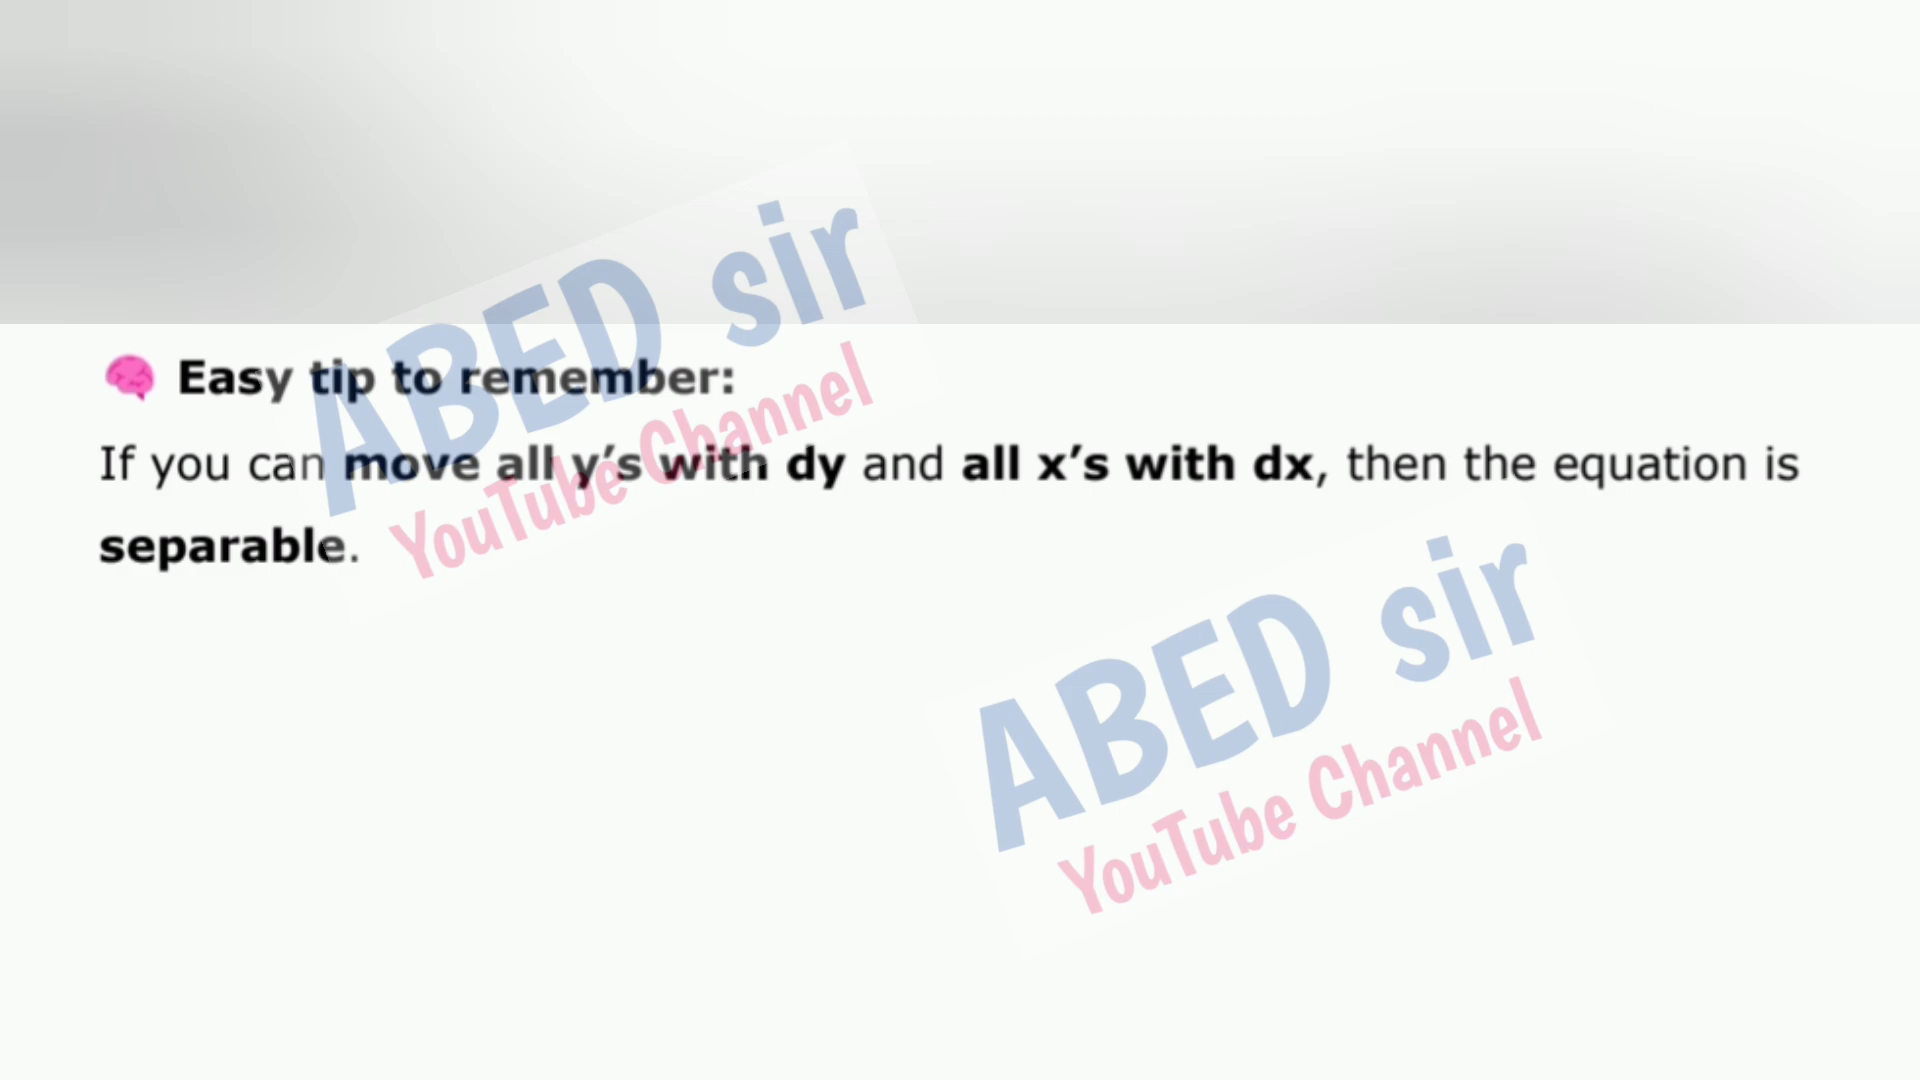 🧠 Easy tip to remember:
If you can move all y’s with dy and all x’s with dx, then the equation is
separable.
ABED sir
YouTube Channel
ABED sir
YouTube Channel